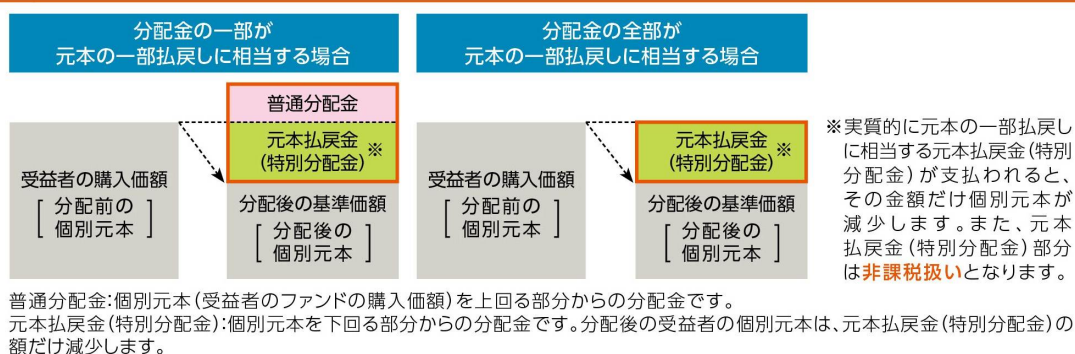 分配金の一部が
元本の一部払戻しに相当する場合
普通分配金
元本払戻金
(特別分配金)
※
受益者の購入価額
[分配前の
個別元本]
分配後の基準価額
[分配後の
個別元本]
分配金の全部が
元本の一部払戻しに相当する場合
元本払戻金
(特別分配金)
※
受益者の購入価額
[分配前の
個別元本]
分配後の基準価額
[分配後の
個別元本]
※実質的に元本の一部払戻し
に相当する元本払戻金(特別
分配金)が支払われると、
その金額だけ個別元本が
減少します。また、元本
払戻金(特別分配金)部分
は非課税扱いとなります。
普通分配金:個別元本(受益者のファンドの購入価額)を上回る部分からの分配金です。
元本払戻金(特別分配金):個別元本を下回る部分からの分配金です。分配後の受益者の個別元本は、元本払戻金(特別分配金)の
額だけ減少します。